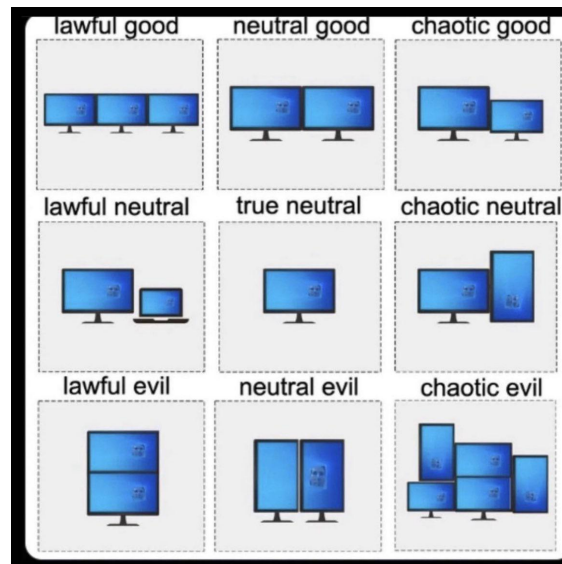 lawful good
neutral good
chaotic good
lawful neutral
true neutral
chaotic neutral
lawful evil
neutral evil
chaotic evil